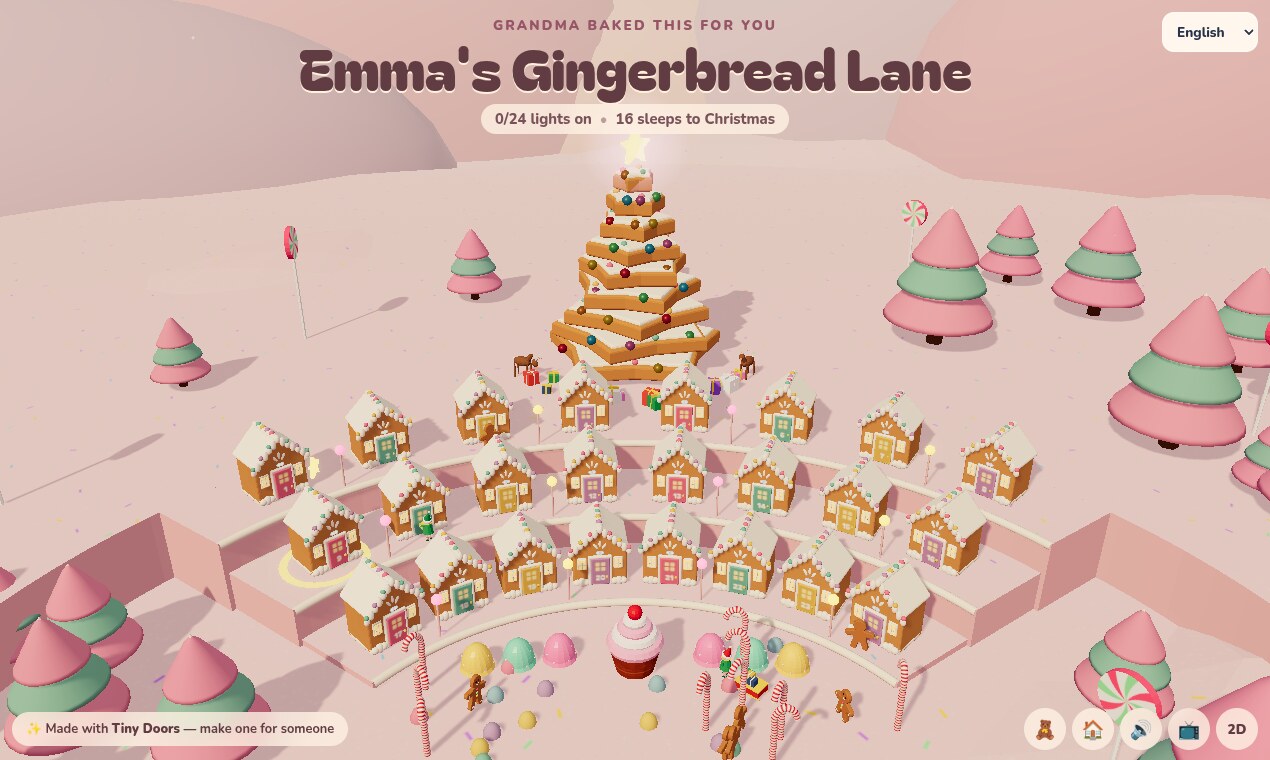 GRANDMA BAKED THIS FOR YOU
English
Emma's Gingerbread Lane
0/24 lights on • 16 sleeps to Christmas
✨ Made with Tiny Doors — make one for someone
2D